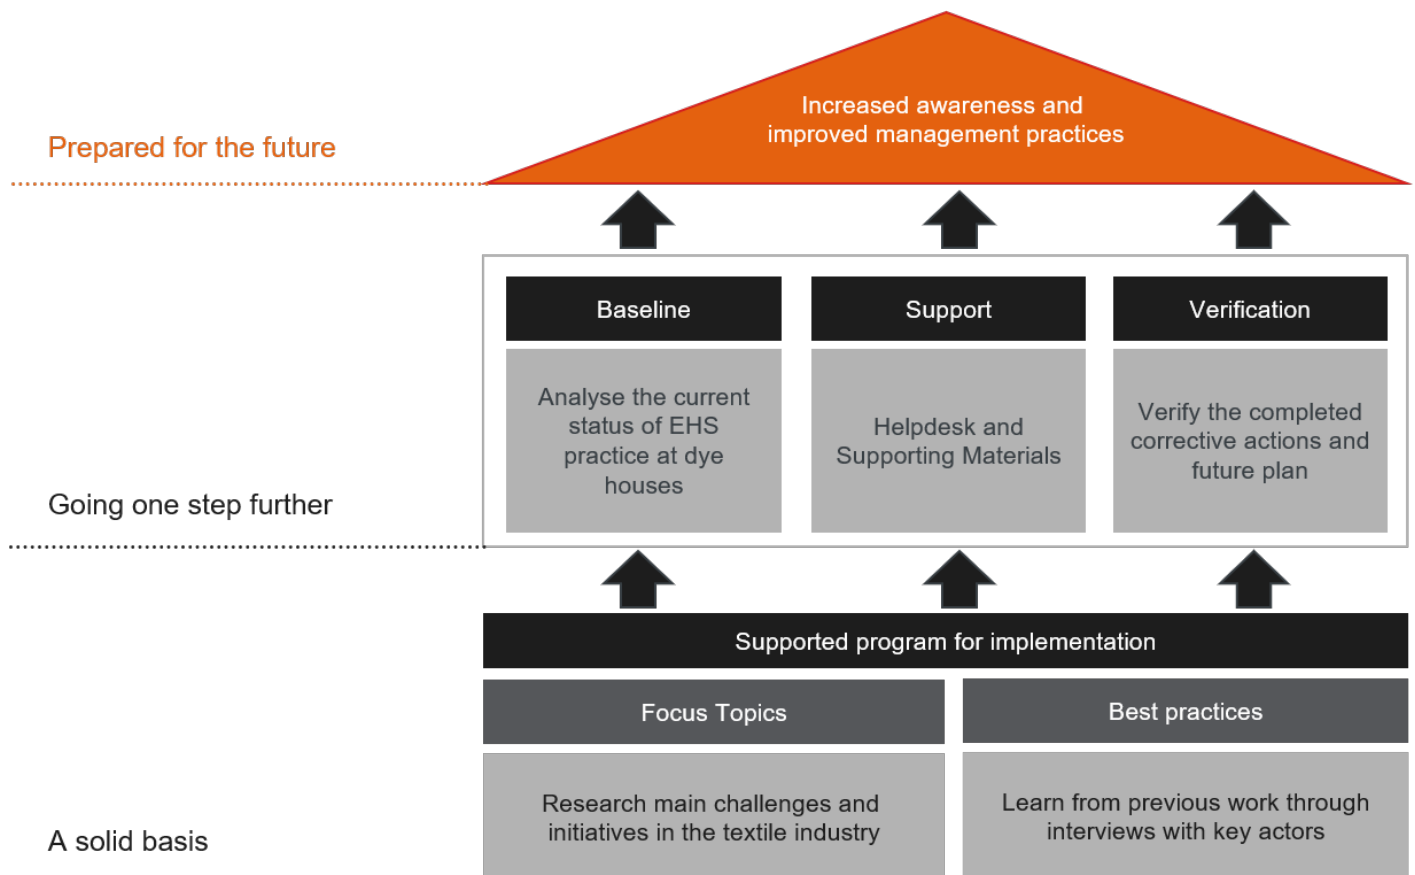 Increased awareness and
improved management practices
Prepared for the future
Baseline
Support
Verification
Analyse the current
status of EHS
practice at dye
houses
Helpdesk and
Supporting Materials
Verify the completed
corrective actions and
future plan
Going one step further
Supported program for implementation
Focus Topics
Best practices
Research main challenges and
initiatives in the textile industry
Learn from previous work through
interviews with key actors
A solid basis